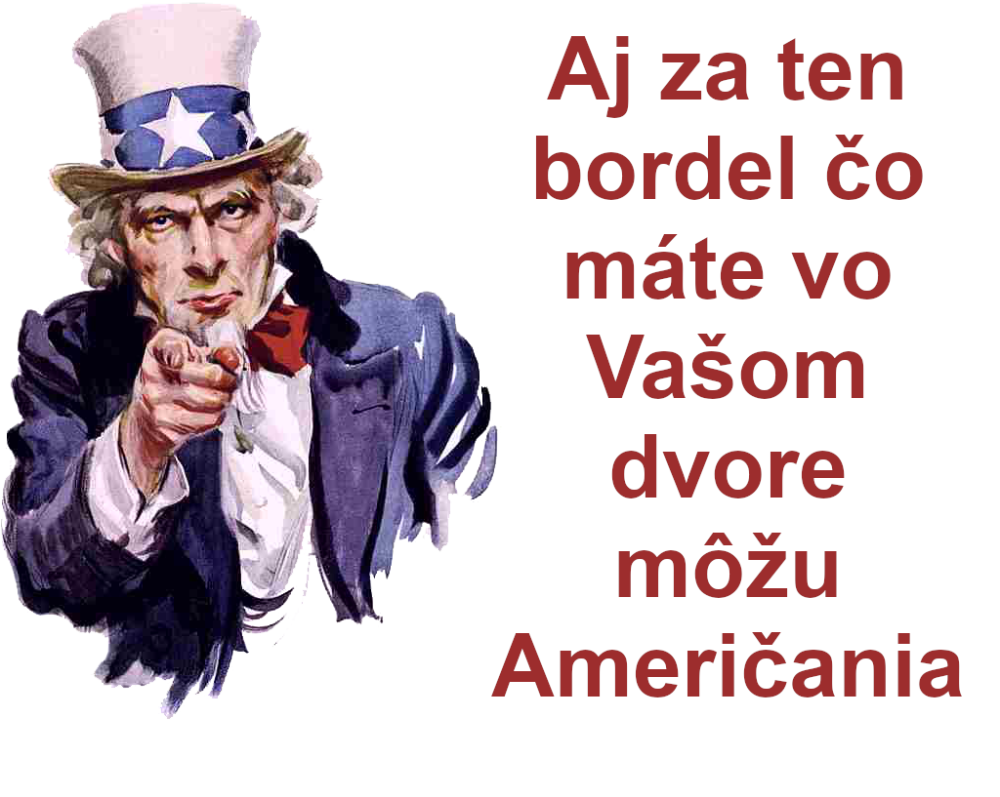 Aj za ten
bordel čo
máte vo
Vašom
dvore
môžu
Američania